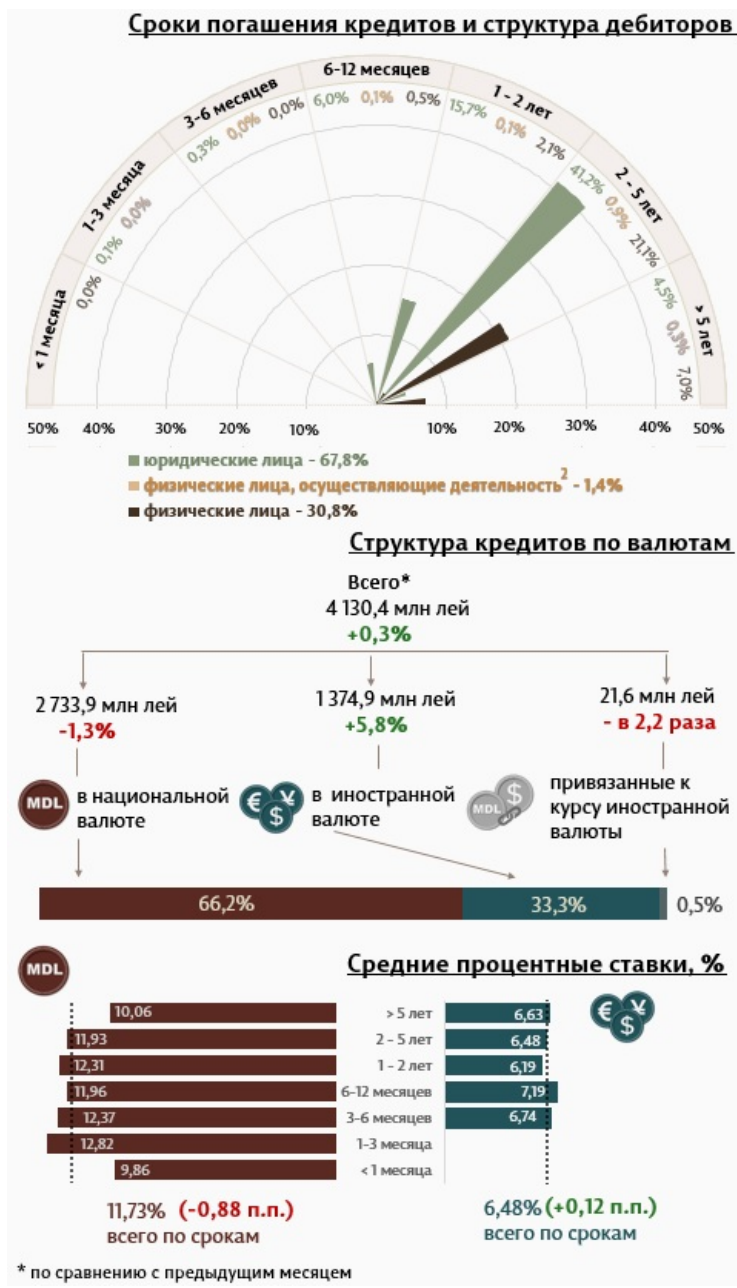 Сроки погашения кредитов и структура дебиторов
< 1 месяца
1-3 месяца
3-6 месяцев
6-12 месяцев
1 - 2 лет
2 - 5 лет
> 5 лет
0,0%
0,1%
0,0%
0,3%
0,0%
0,0%
6,0%
0,1%
0,5%
15,7%
0,1%
2,1%
41,2%
0,9%
21,1%
4,5%
0,3%
7,0%
50% 40% 30% 20% 10% 10% 20% 30% 40% 50%
юридические лица - 67,8%
физические лица, осуществляющие деятельность2 - 1,4%
физические лица - 30,8%
Структура кредитов по валютам
Всего*
4 130,4 млн лей
+0,3%
2 733,9 млн лей
-1,3%
1 374,9 млн лей
+5,8%
21,6 млн лей
- в 2,2 раза
MDL
в национальной
валюте
€ ¥ $
в иностранной
валюте
MDL $
привязанные к
курсу иностранной
валюты
66,2% 33,3% 0,5%
MDL
Средние процентные ставки, %
€ ¥ $
10,06 > 5 лет 6,63
11,93 2 - 5 лет 6,48
12,31 1 - 2 лет 6,19
11,96 6-12 месяцев 7,19
12,37 3-6 месяцев 6,74
12,82 1-3 месяца
9,86 < 1 месяца
11,73% (-0,88 п.п.)
всего по срокам
6,48% (+0,12 п.п.)
всего по срокам
* по сравнению с предыдущим месяцем